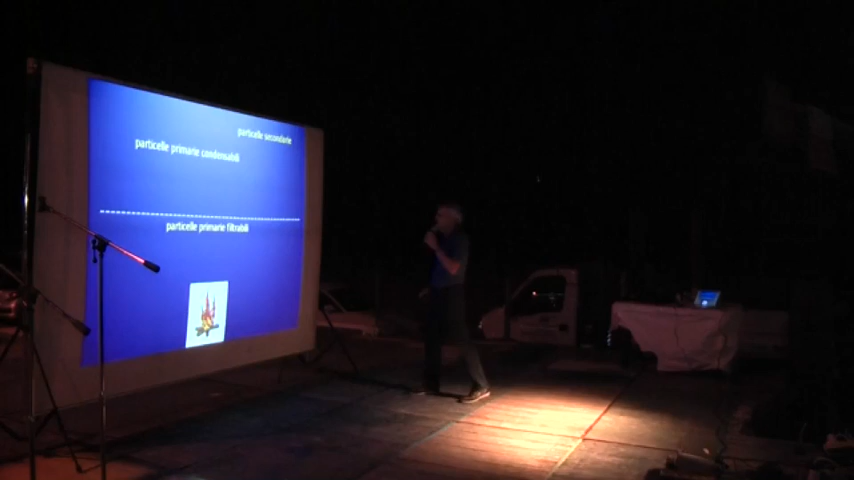 particelle secondarie
particelle primarie condensabili
particelle primarie filtrabili